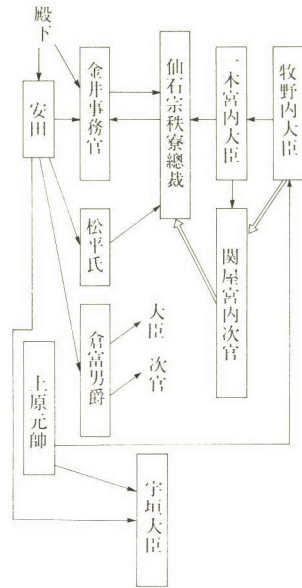 牧野内大臣
一木宮内大臣
関屋宮内次官
仙石宗秩寮總裁
大臣
次官
宇垣大臣
金井事務官
松平氏
倉富男爵
殿下
安田
上原元帥